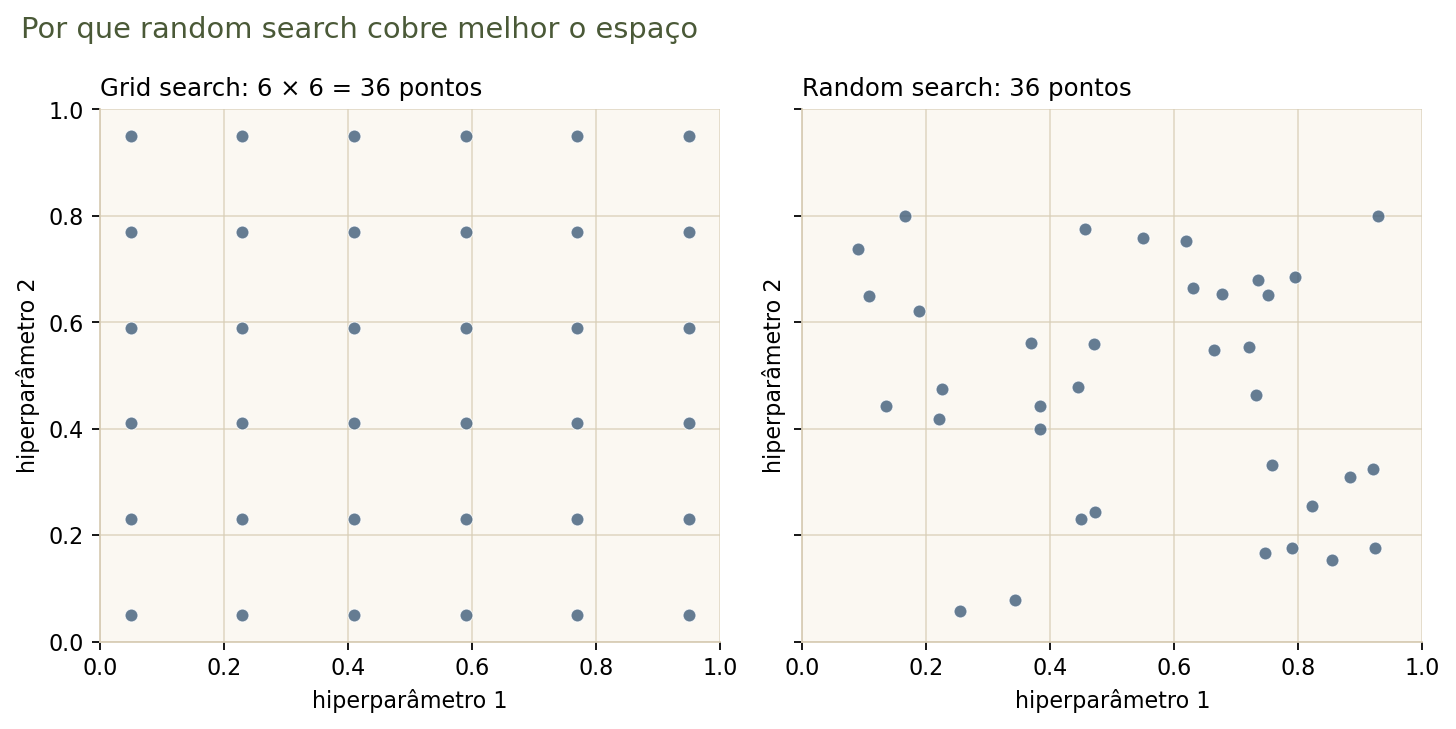 Por que random search cobre melhor o espaço
Grid search: 6 × 6 = 36 pontos
hiperparâmetro 2
1.0
0.8
0.6
0.4
0.2
0.0
0.0 0.2 0.4 0.6 0.8 1.0
hiperparâmetro 1
Random search: 36 pontos
hiperparâmetro 2
0.0 0.2 0.4 0.6 0.8 1.0
hiperparâmetro 1